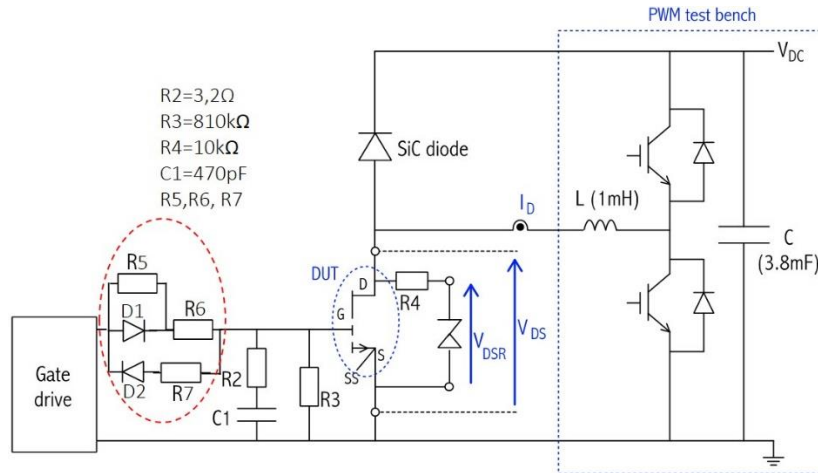 PWM test bench
V_DC
R2=3,2Ω
R3=810kΩ
R4=10kΩ
C1=470pF
R5,R6, R7
SiC diode
I_D
L (1mH)
C
(3.8mF)
DUT
D
R4
G
S
SS
V_DSR
V_DS
R5
D1
R6
D2
R7
R2
C1
R3
Gate
drive